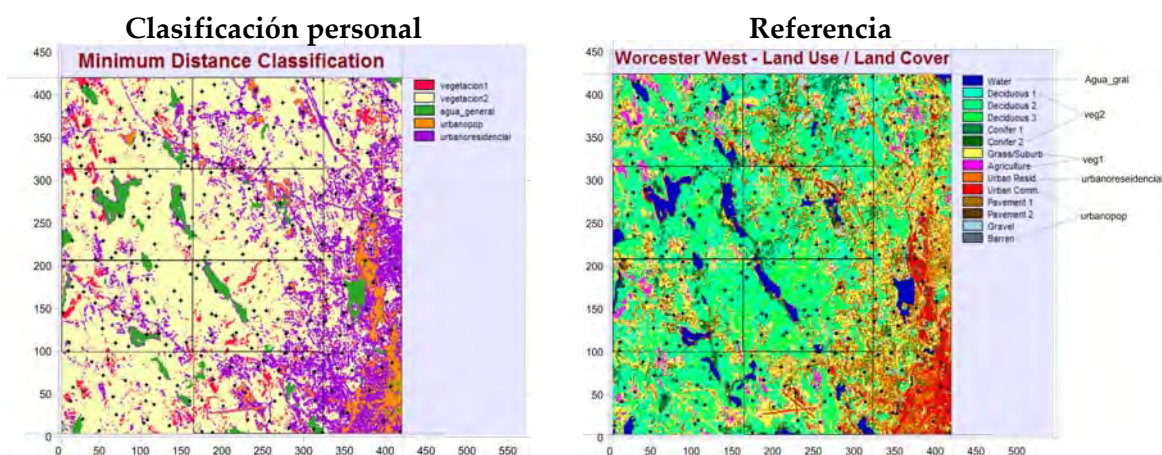 Clasificación personal
Minimum Distance Classification
450
400
350
300
250
200
150
100
50
0
0 50 100 150 200 250 300 350 400 450 500 550
vegetacion1
vegetacion2
agua_general
urbanopop
urbanoresidencial
Referencia
Worcester West - Land Use / Land Cover
450
400
350
300
250
200
150
100
50
0
0 50 100 150 200 250 300 350 400 450 500
Water
Deciduous 1
Deciduous 2
Deciduous 3
Conifer 1
Conifer 2
Grass/Suburb
Agriculture
Urban Resid.
Urban Comm.
Pavement 1
Pavement 2
Gravel
Barren
Agua_gral
veg2
veg1
urbanoreseidencial
urbanopop